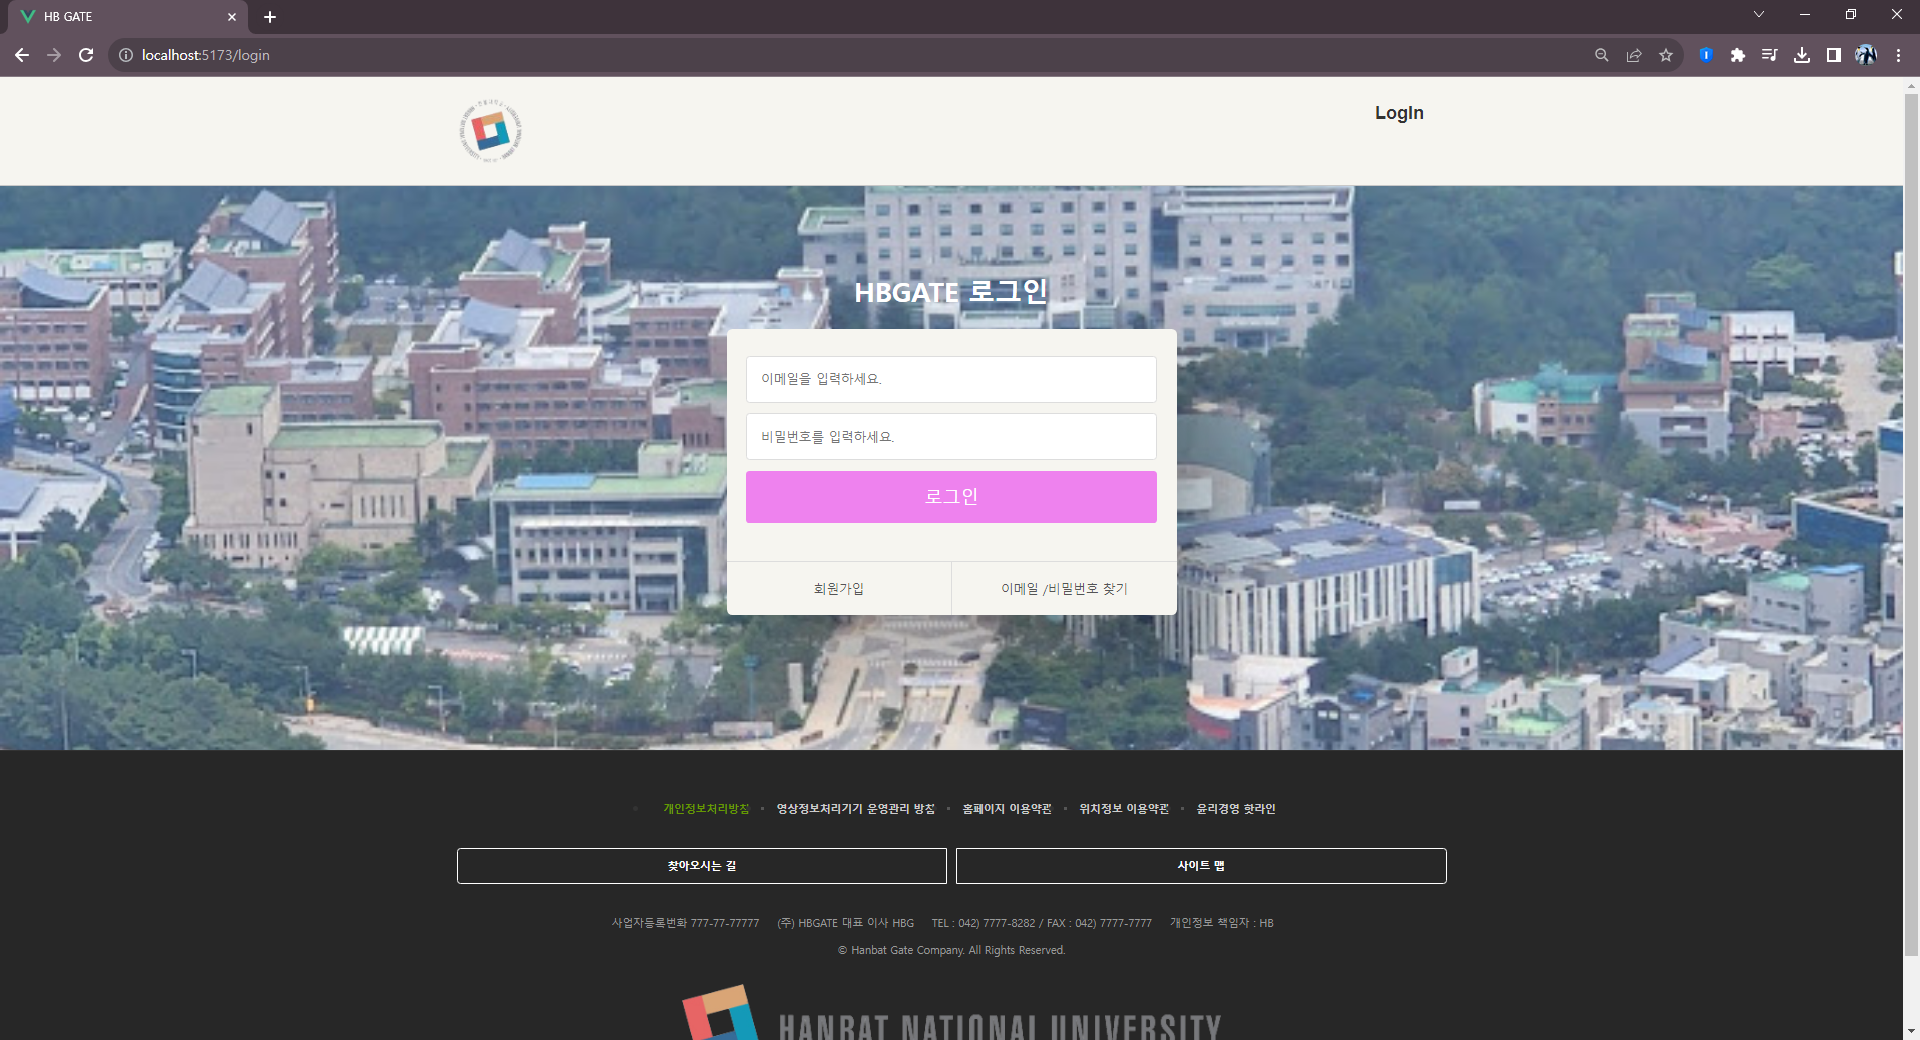 HB GATE
localhost:5173/login
LogIn
HBGATE 로그인
이메일을 입력하세요.
비밀번호를 입력하세요.
로그인
회원가입
이메일 /비밀번호 찾기
개인정보처리방침
영상정보처리기기 운영관리 방침
홈페이지 이용약관
위치정보 이용약관
윤리경영 핫라인
찾아오시는 길
사이트 맵
사업자등록번화 777-77-77777 (주) HBGATE 대표 이사 HBG TEL : 042) 7777-8282 / FAX : 042) 7777-7777 개인정보 책임자 : HB
© Hanbat Gate Company. All Rights Reserved.
HANBAT NATIONAL UNIVERSITY